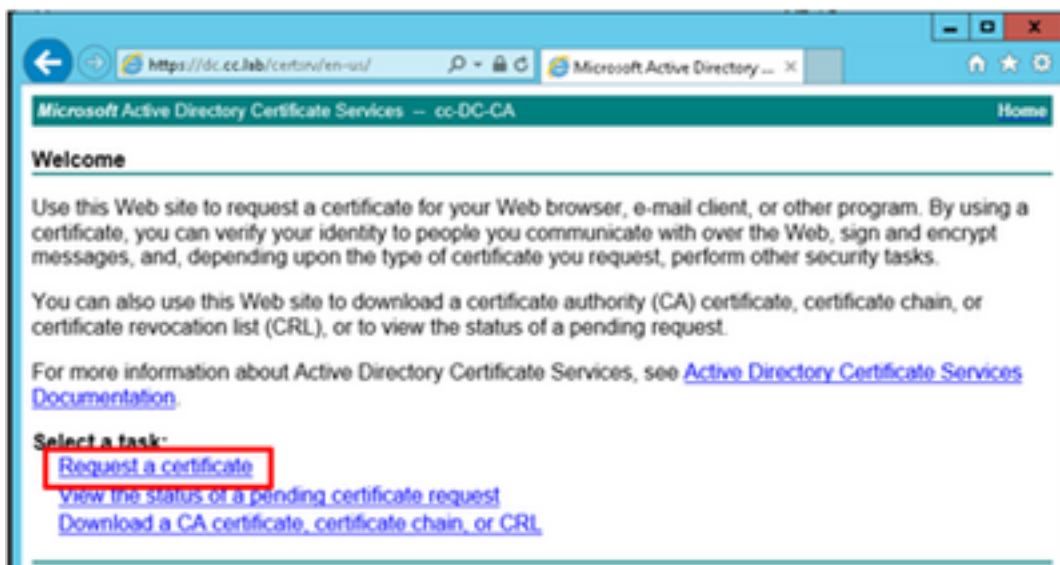 https://dc.cc.lab/certsrv/en-us/
Microsoft Active Directory ...
Microsoft Active Directory Certificate Services -- cc-DC-CA Home
Welcome
Use this Web site to request a certificate for your Web browser, e-mail client, or other program. By using a
certificate, you can verify your identity to people you communicate with over the Web, sign and encrypt
messages, and, depending upon the type of certificate you request, perform other security tasks.
You can also use this Web site to download a certificate authority (CA) certificate, certificate chain, or
certificate revocation list (CRL), or to view the status of a pending request.
For more information about Active Directory Certificate Services, see Active Directory Certificate Services
Documentation.
Select a task:
Request a certificate
View the status of a pending certificate request
Download a CA certificate, certificate chain, or CRL